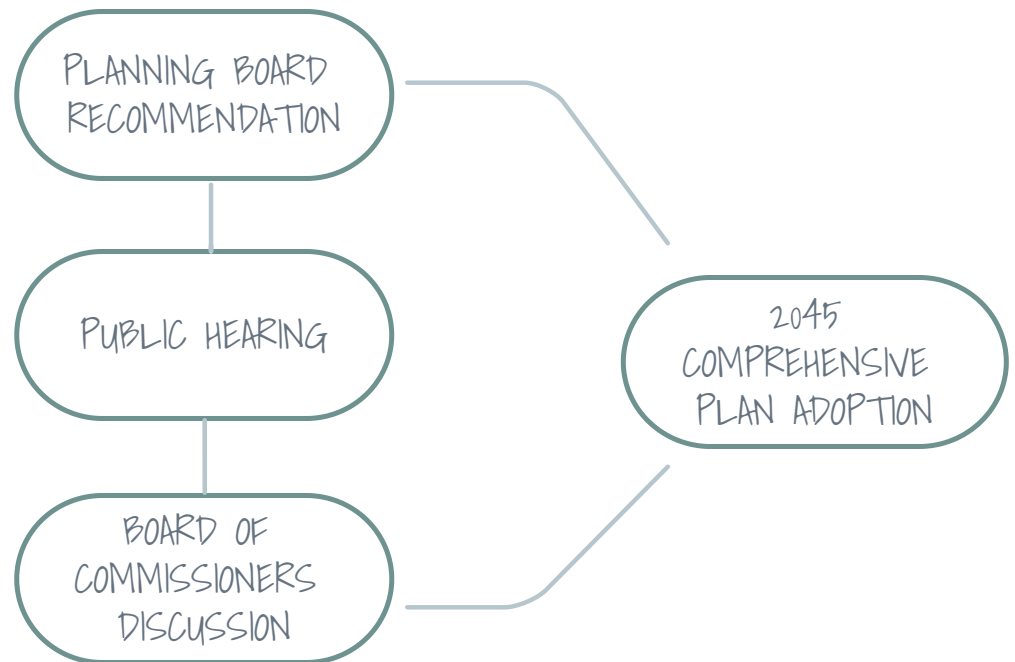 PLANNING BOARD
RECOMMENDATION
PUBLIC HEARING
BOARD OF
COMMISSIONERS
DISCUSSION
2045
COMPREHENSIVE
PLAN ADOPTION